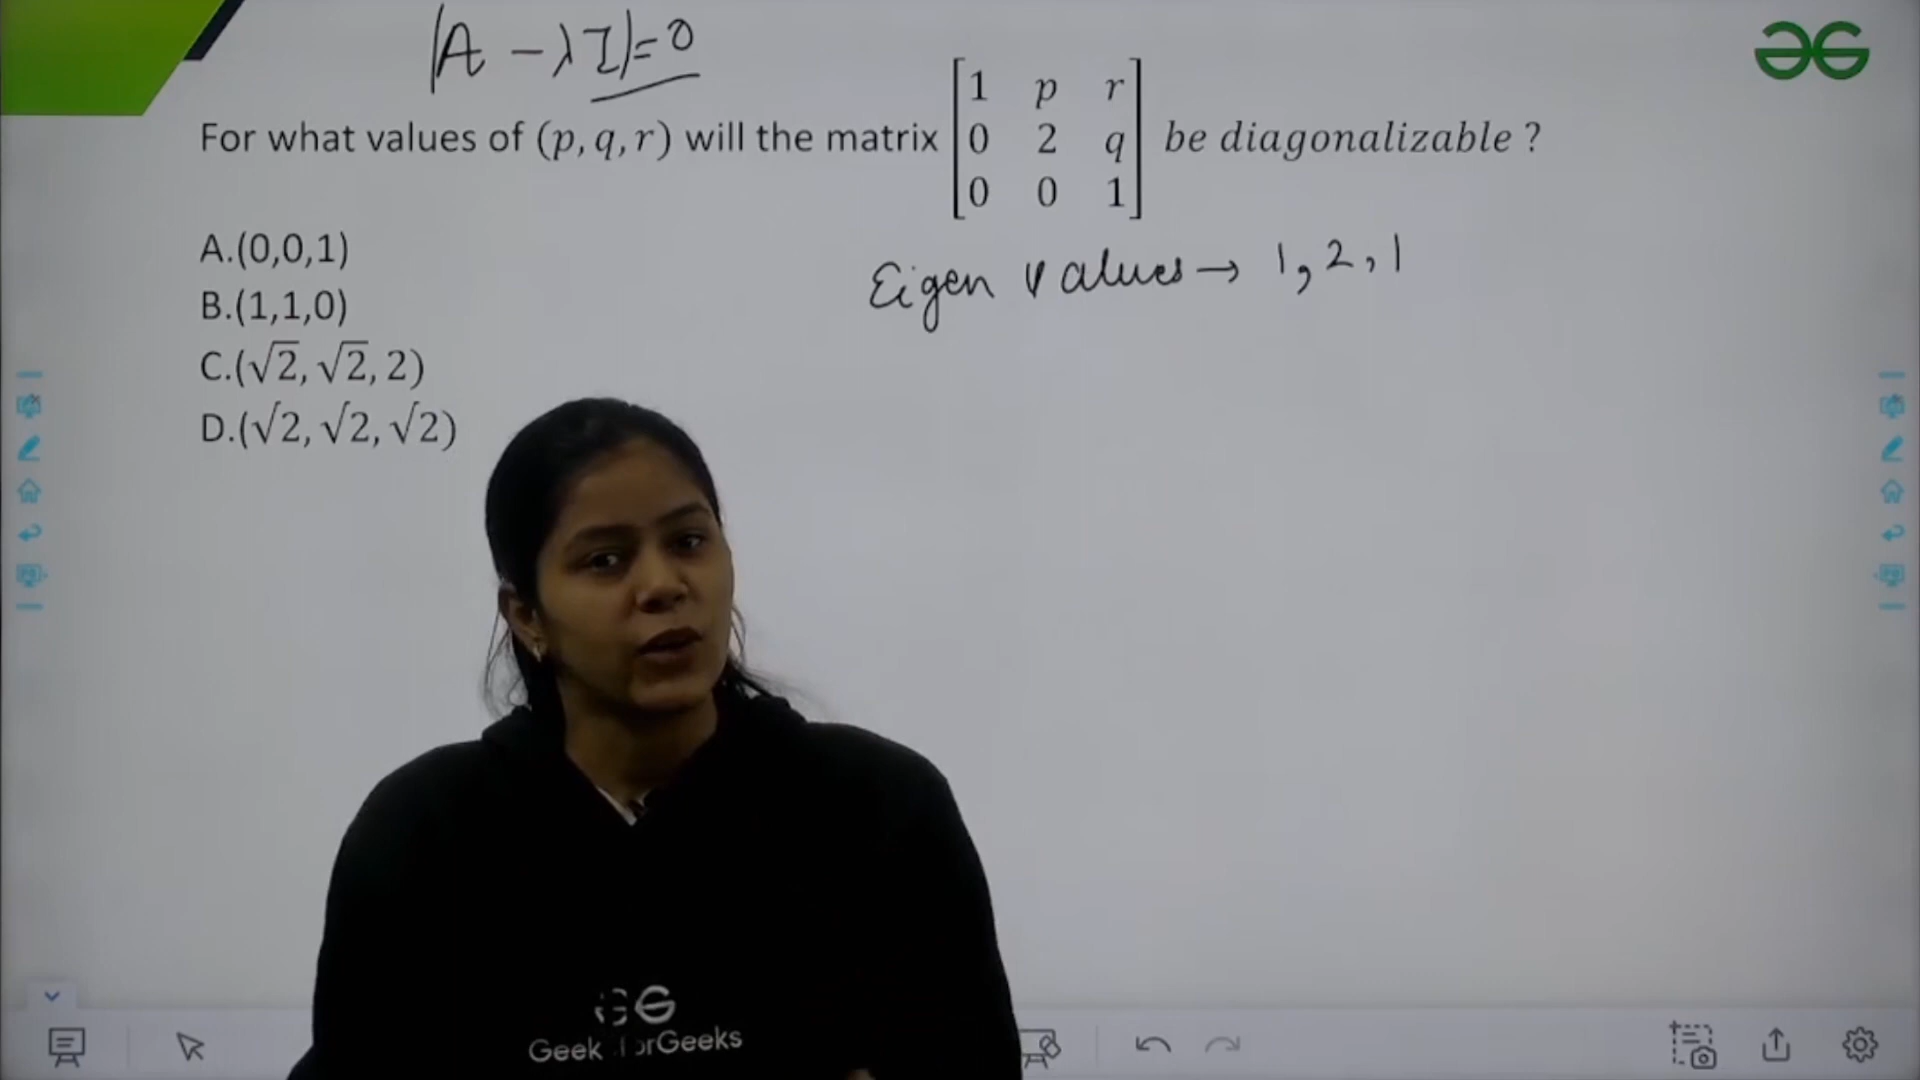 |A - λI| = 0
For what values of (p, q, r) will the matrix [1 p r; 0 2 q; 0 0 1] be diagonalizable ?
A.(0,0,1)
B.(1,1,0)
C.(√2, √2, 2)
D.(√2, √2, √2)
Eigen values → 1, 2, 1
GeeksforGeeks